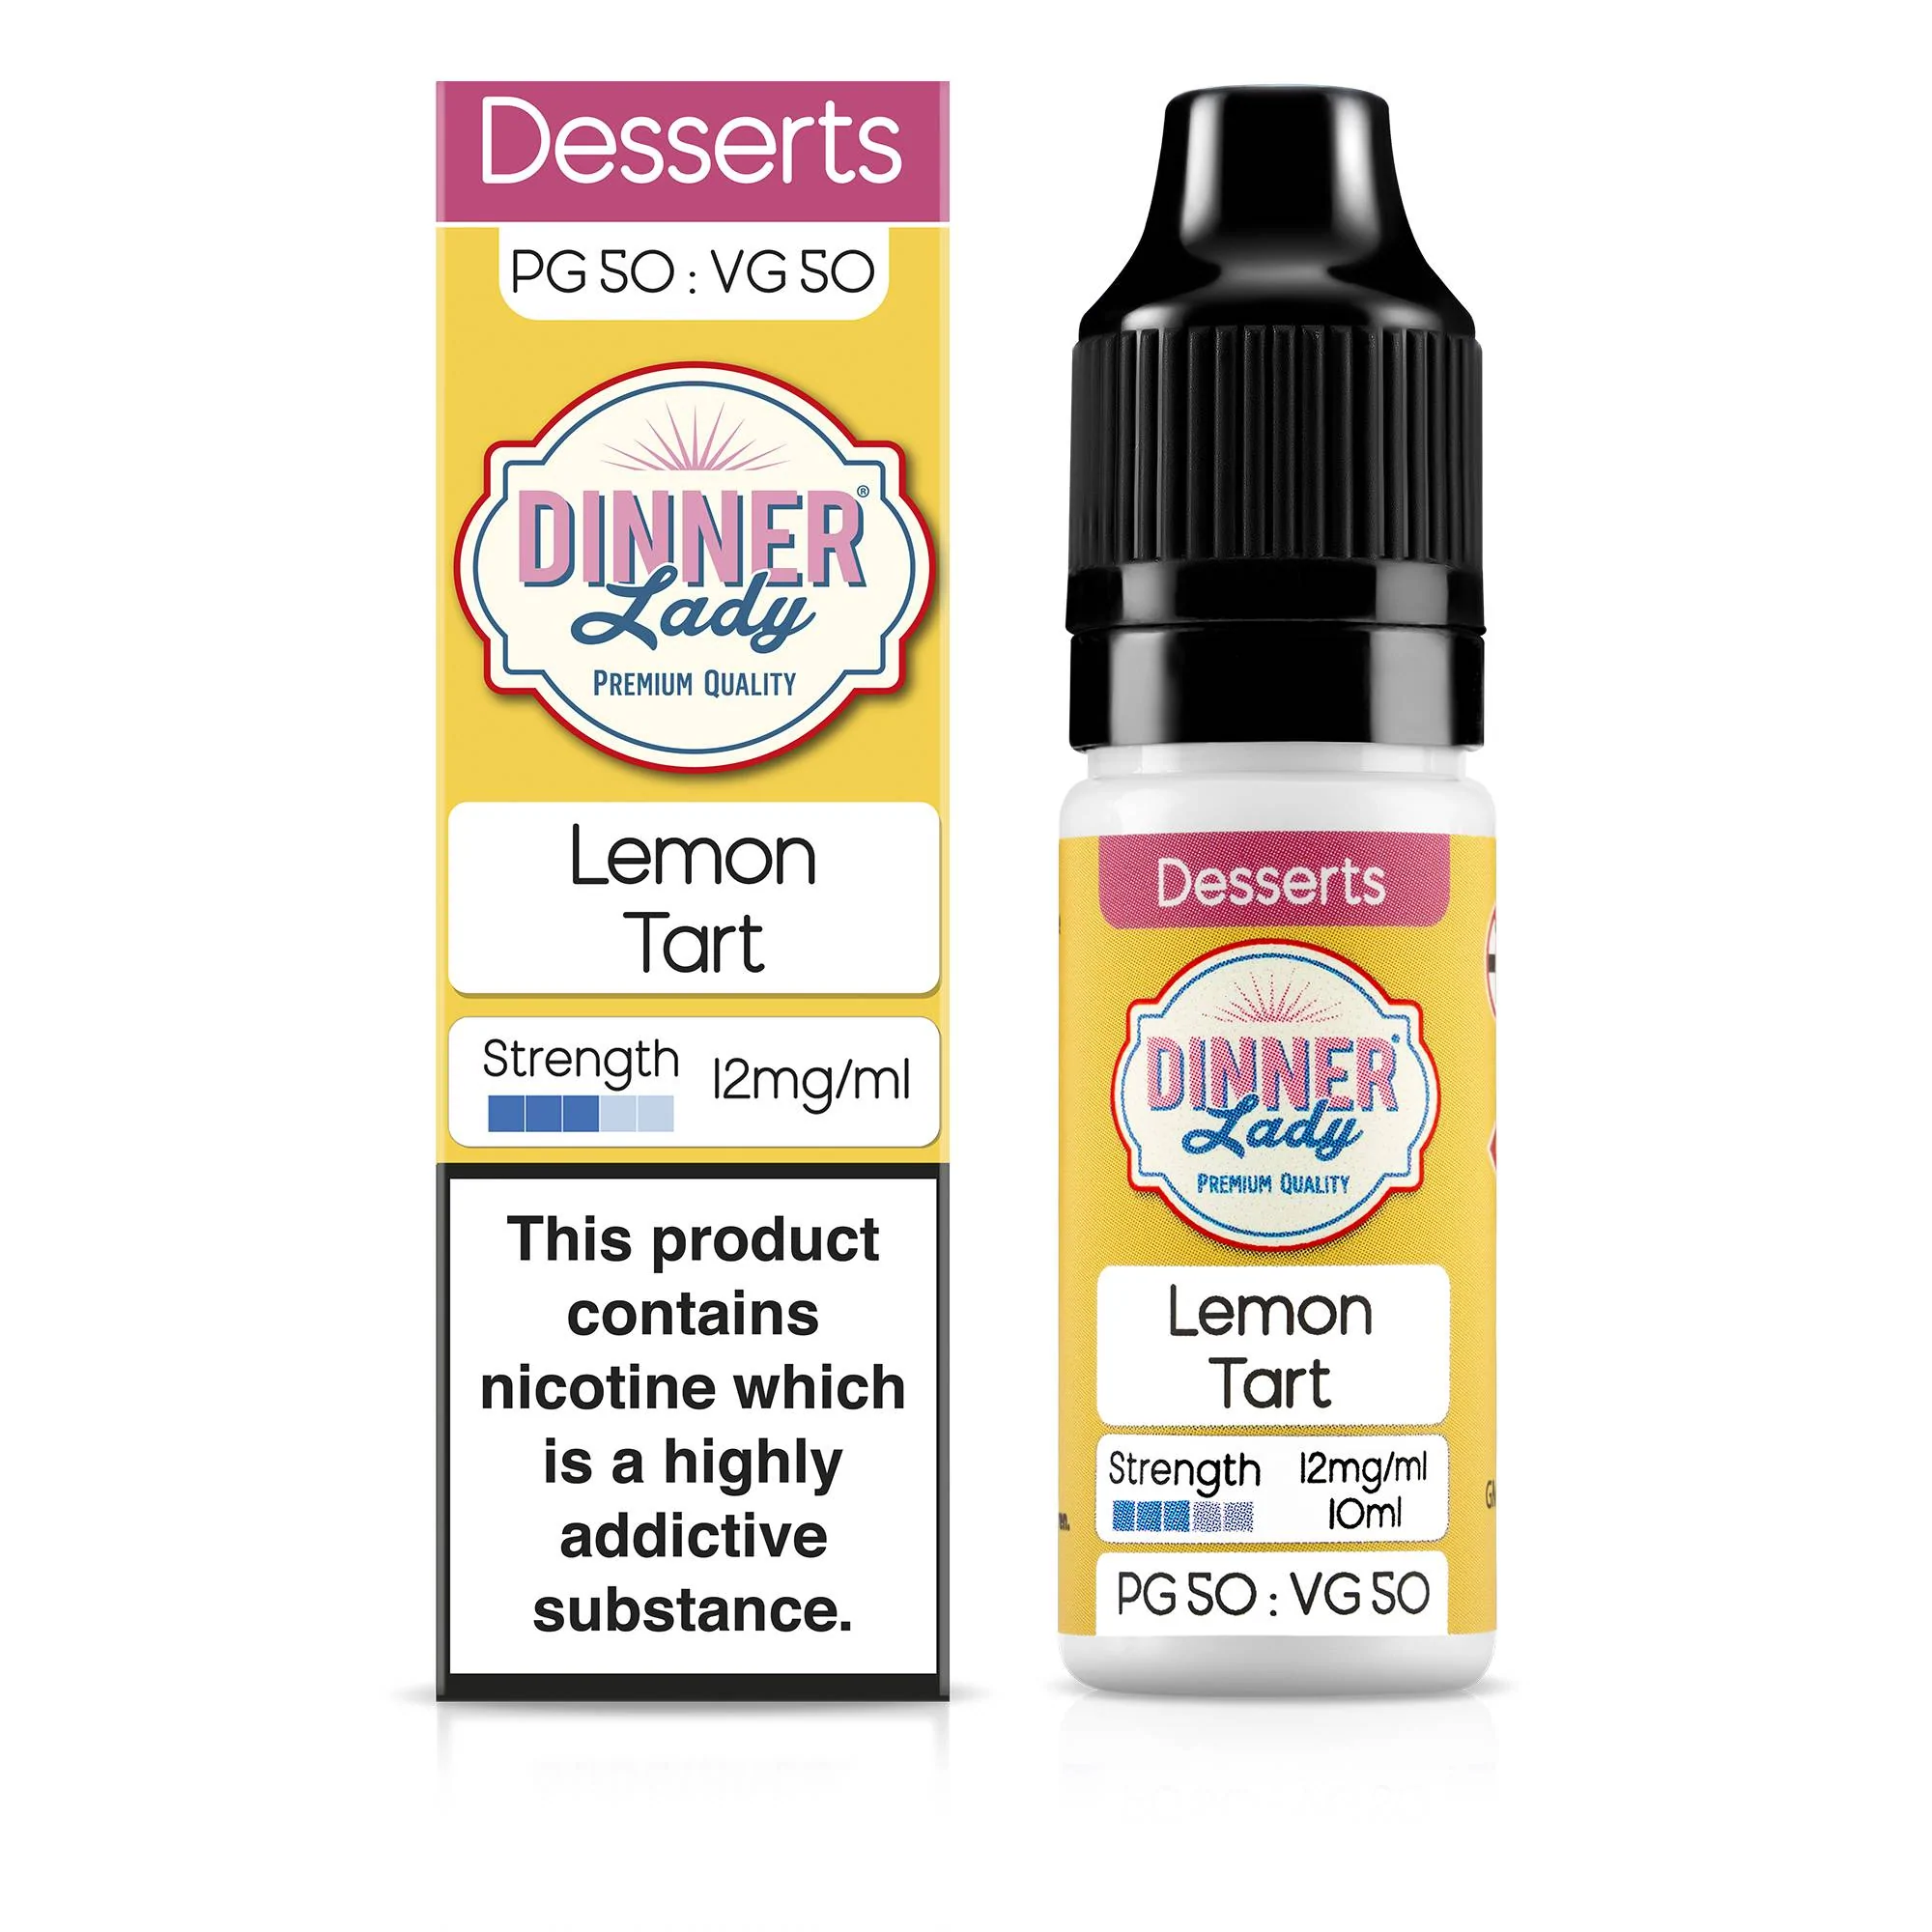 Desserts
PG 50 : VG 50
DINNER®
Lady
PREMIUM QUALITY
Lemon
Tart
Strength 12mg/ml
This product
contains
nicotine which
is a highly
addictive
substance.
Desserts
DINNER
Lady
PREMIUM QUALITY
Lemon
Tart
Strength 12mg/ml
10ml
PG 50 : VG 50